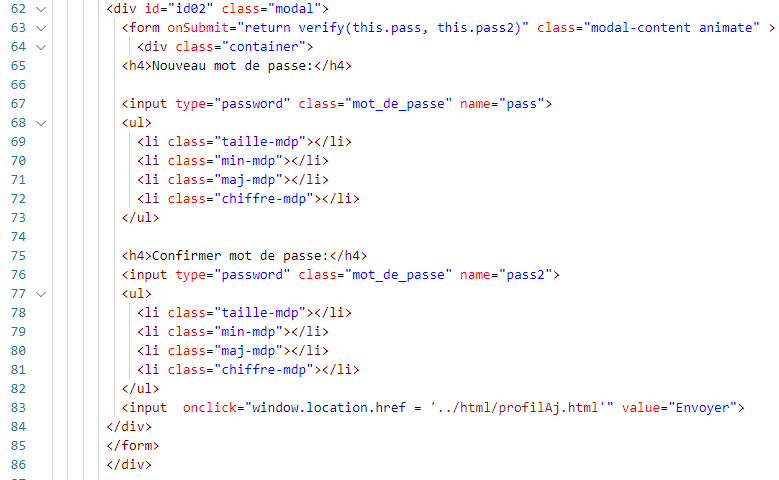 62 <div id="id02" class="modal">
63 <form onSubmit="return verify(this.pass, this.pass2)" class="modal-content animate" >
64 <div class="container">
65 <h4>Nouveau mot de passe:</h4>
66
67 <input type="password" class="mot_de_passe" name="pass">
68 <ul>
69 <li class="taille-mdp"></li>
70 <li class="min-mdp"></li>
71 <li class="maj-mdp"></li>
72 <li class="chiffre-mdp"></li>
73 </ul>
74
75 <h4>Confirmer mot de passe:</h4>
76 <input type="password" class="mot_de_passe" name="pass2">
77 <ul>
78 <li class="taille-mdp"></li>
79 <li class="min-mdp"></li>
80 <li class="maj-mdp"></li>
81 <li class="chiffre-mdp"></li>
82 </ul>
83 <input  onclick="window.location.href = '../html/profilAj.html'" value="Envoyer">
84 </div>
85 </form>
86 </div>